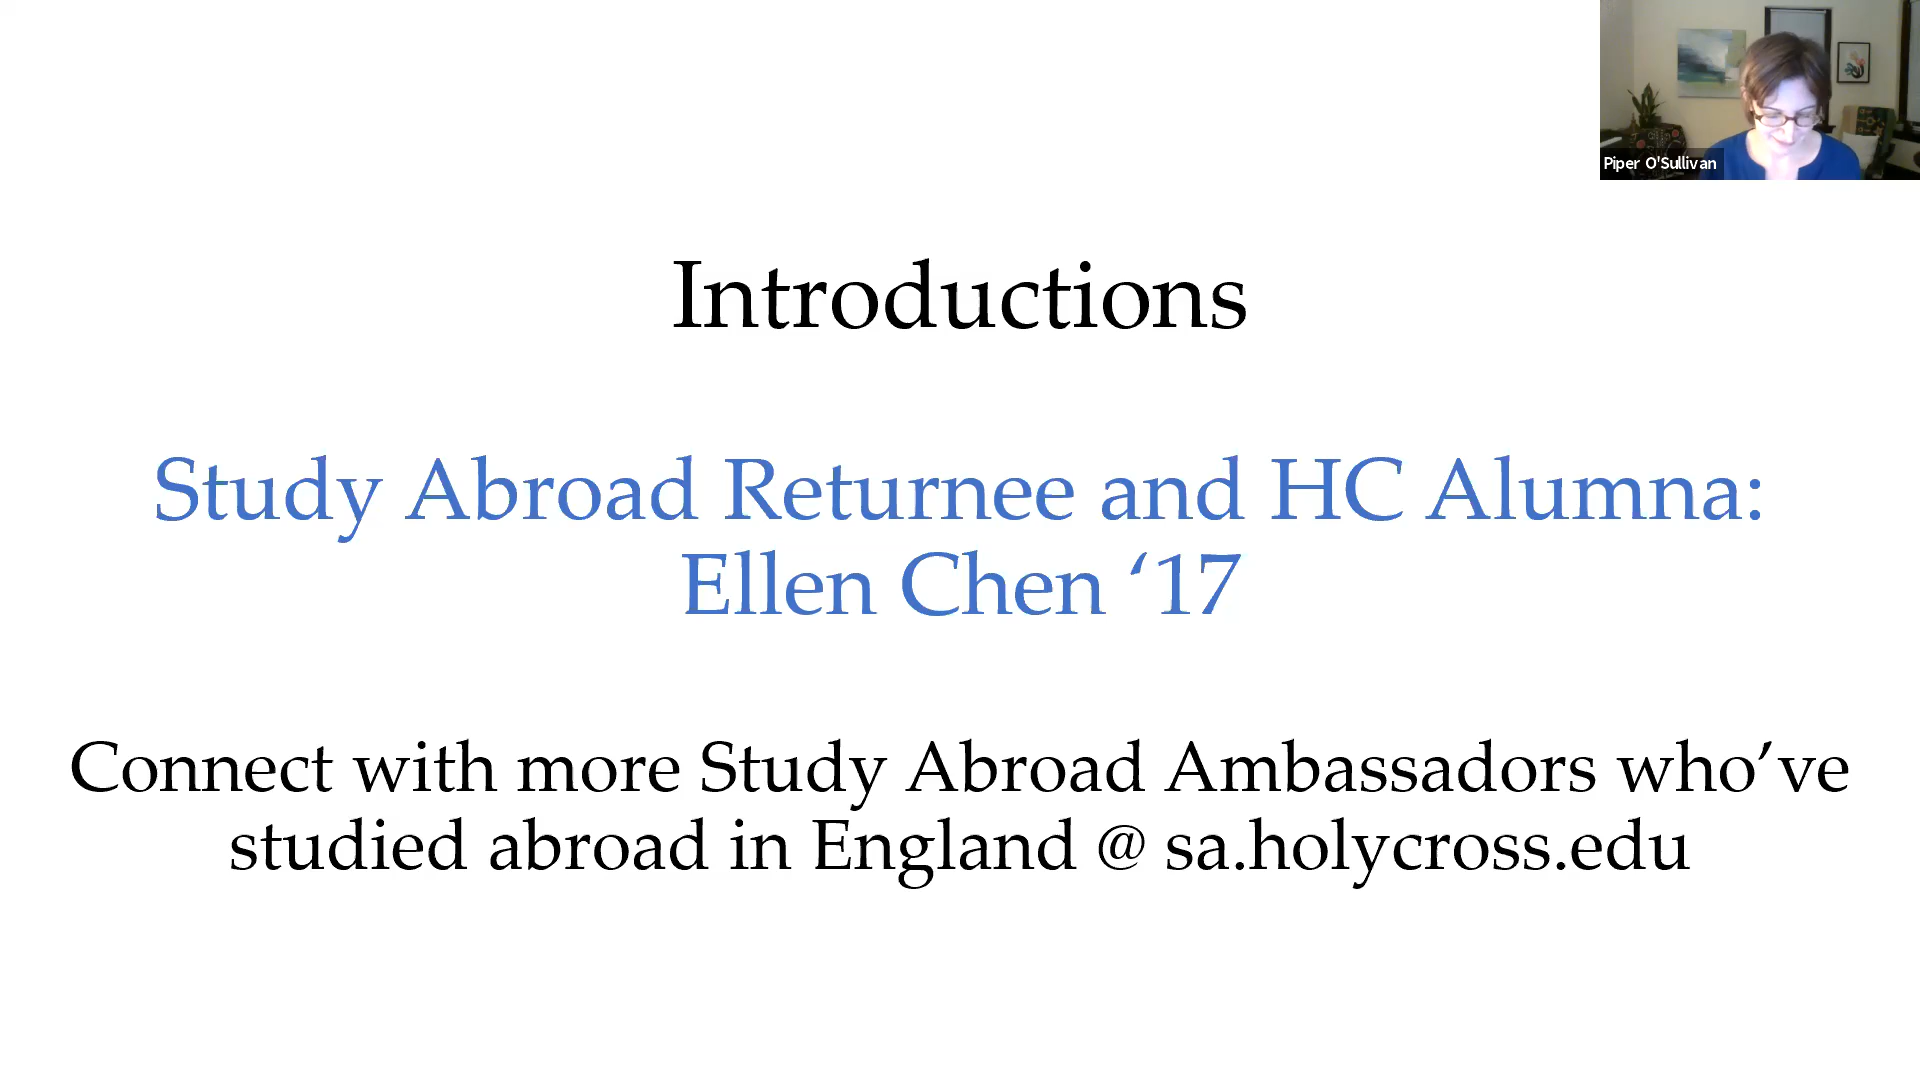 Piper O'Sullivan
Introductions
Study Abroad Returnee and HC Alumna:
Ellen Chen ‘17
Connect with more Study Abroad Ambassadors who’ve
studied abroad in England @ sa.holycross.edu